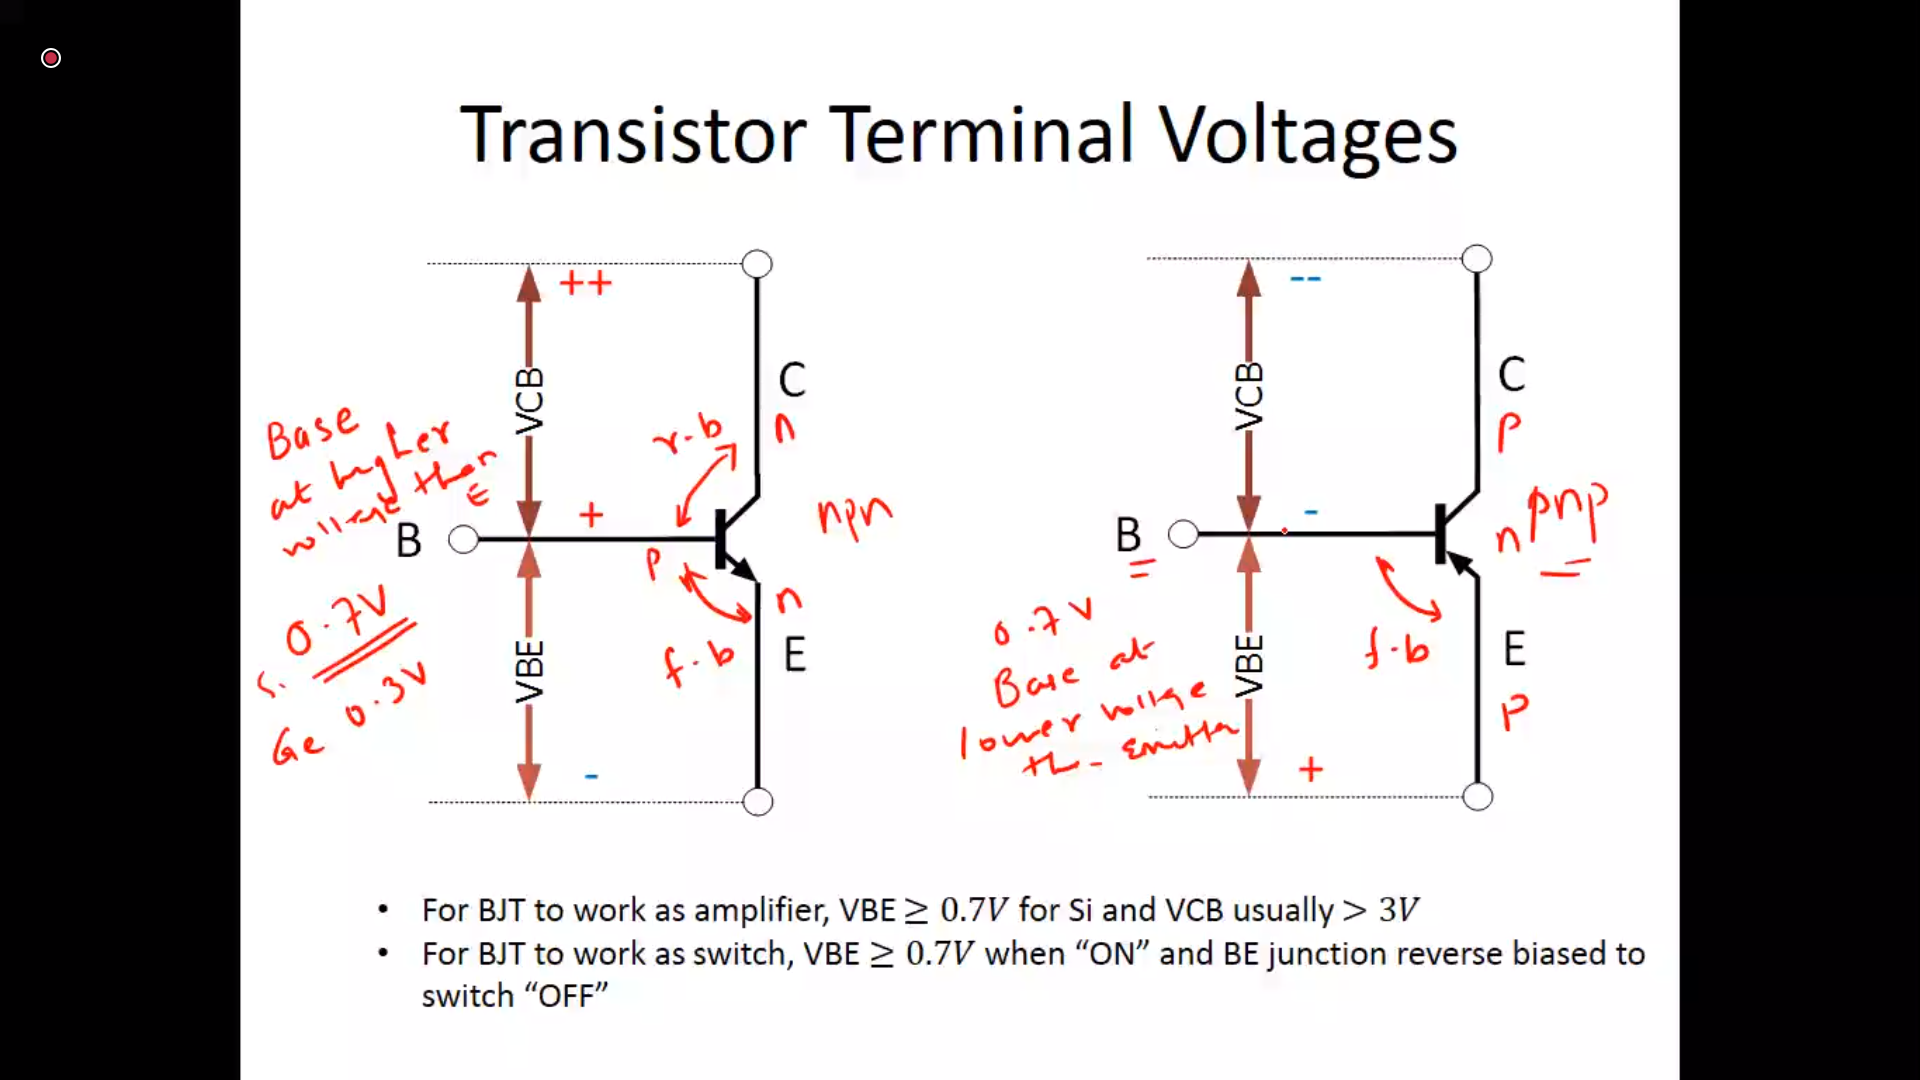 Transistor Terminal Voltages
++
VCB
C
n
r.b
Base
at higher
voltage than
E
B
+
p
npn
n
E
f.b
VBE
0.7V
Si
0.3V
Ge
-
--
VCB
C
p
B
-
n
pnp
0.7V
Base at
lower voltage
than Emitter
VBE
f.b
E
p
+
• For BJT to work as amplifier, VBE ≥ 0.7V for Si and VCB usually > 3V
• For BJT to work as switch, VBE ≥ 0.7V when “ON” and BE junction reverse biased to
switch “OFF”